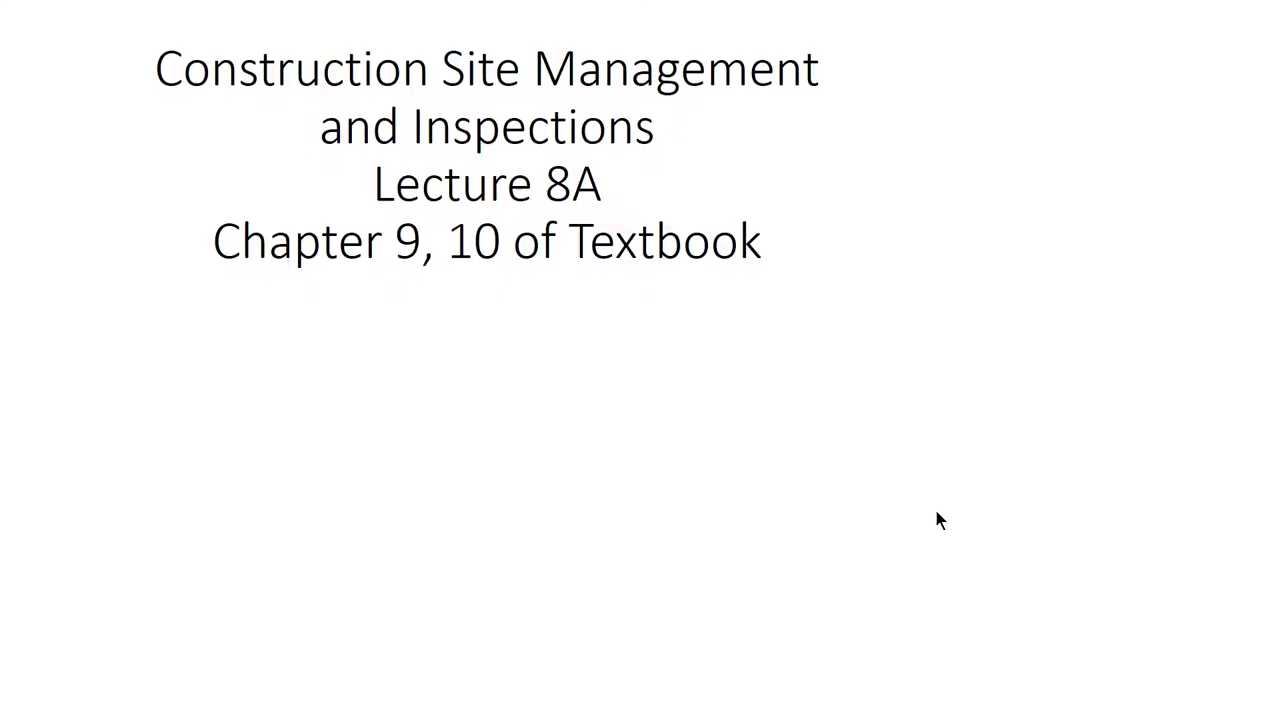 Construction Site Management
and Inspections
Lecture 8A
Chapter 9, 10 of Textbook